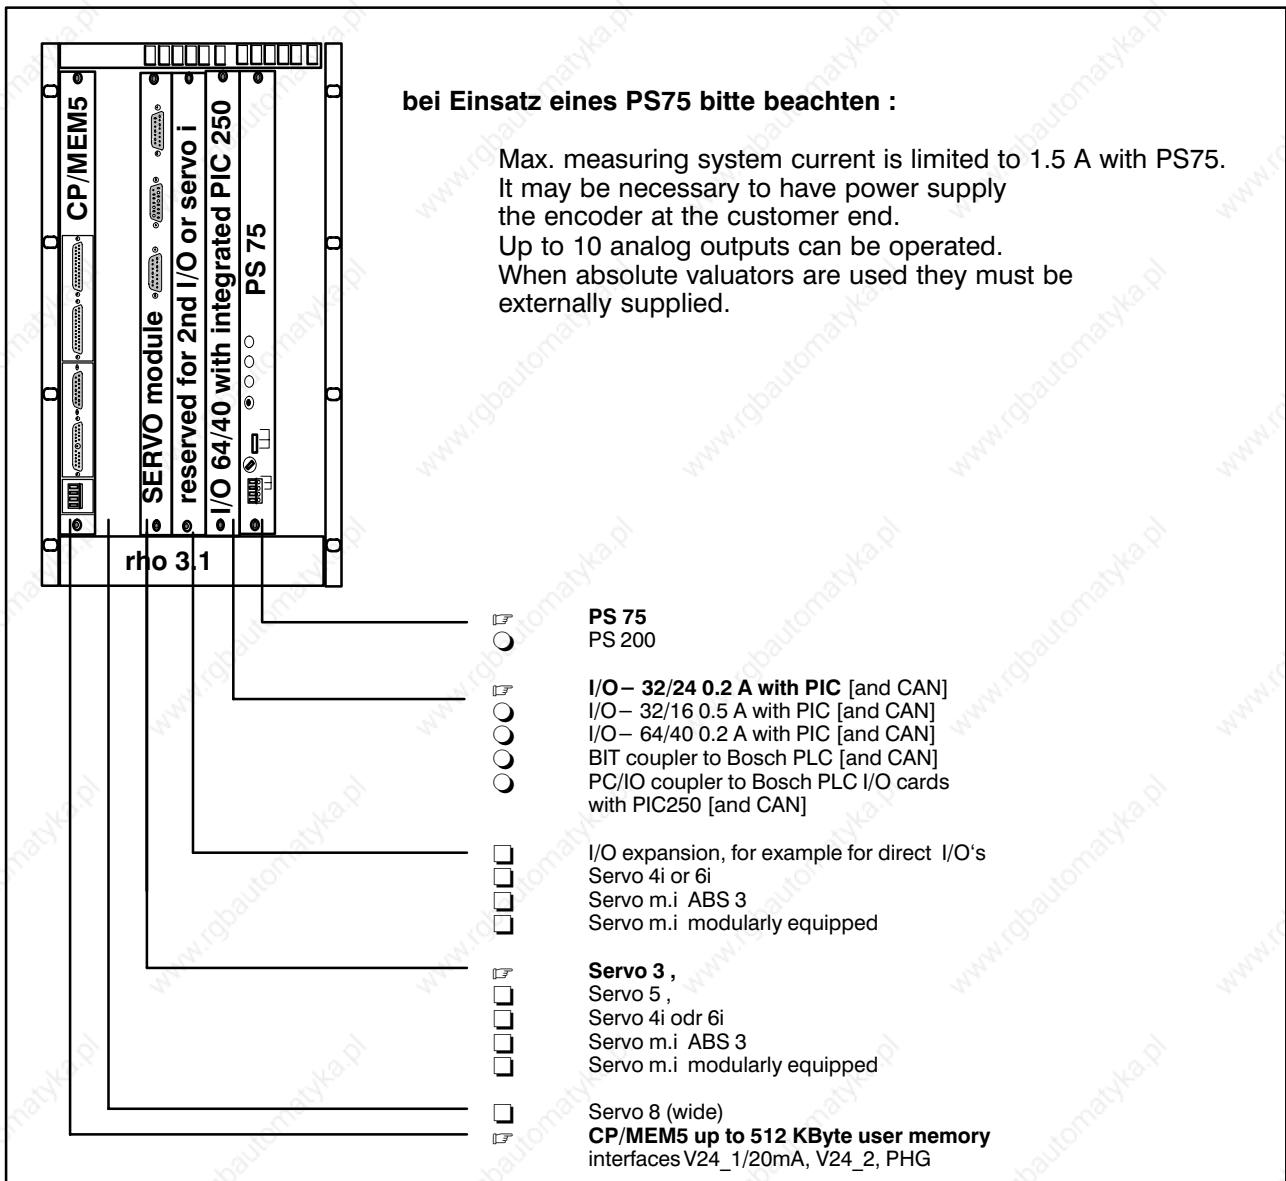 CP/MEM5
SERVO module
reserved for 2nd I/O or servo i
I/O 64/40 with integrated PIC 250
PS 75
rho 3.1
bei Einsatz eines PS75 bitte beachten :
Max. measuring system current is limited to 1.5 A with PS75.
It may be necessary to have power supply
the encoder at the customer end.
Up to 10 analog outputs can be operated.
When absolute valuators are used they must be
externally supplied.
PS 75
PS 200
I/O– 32/24 0.2 A with PIC [and CAN]
I/O– 32/16 0.5 A with PIC [and CAN]
I/O– 64/40 0.2 A with PIC [and CAN]
BIT coupler to Bosch PLC [and CAN]
PC/IO coupler to Bosch PLC I/O cards
with PIC250 [and CAN]
I/O expansion, for example for direct I/O‘s
Servo 4i or 6i
Servo m.i ABS 3
Servo m.i modularly equipped
Servo 3 ,
Servo 5 ,
Servo 4i odr 6i
Servo m.i ABS 3
Servo m.i modularly equipped
Servo 8 (wide)
CP/MEM5 up to 512 KByte user memory
interfaces V24_1/20mA, V24_2, PHG
www.rgbautomatyka.pl